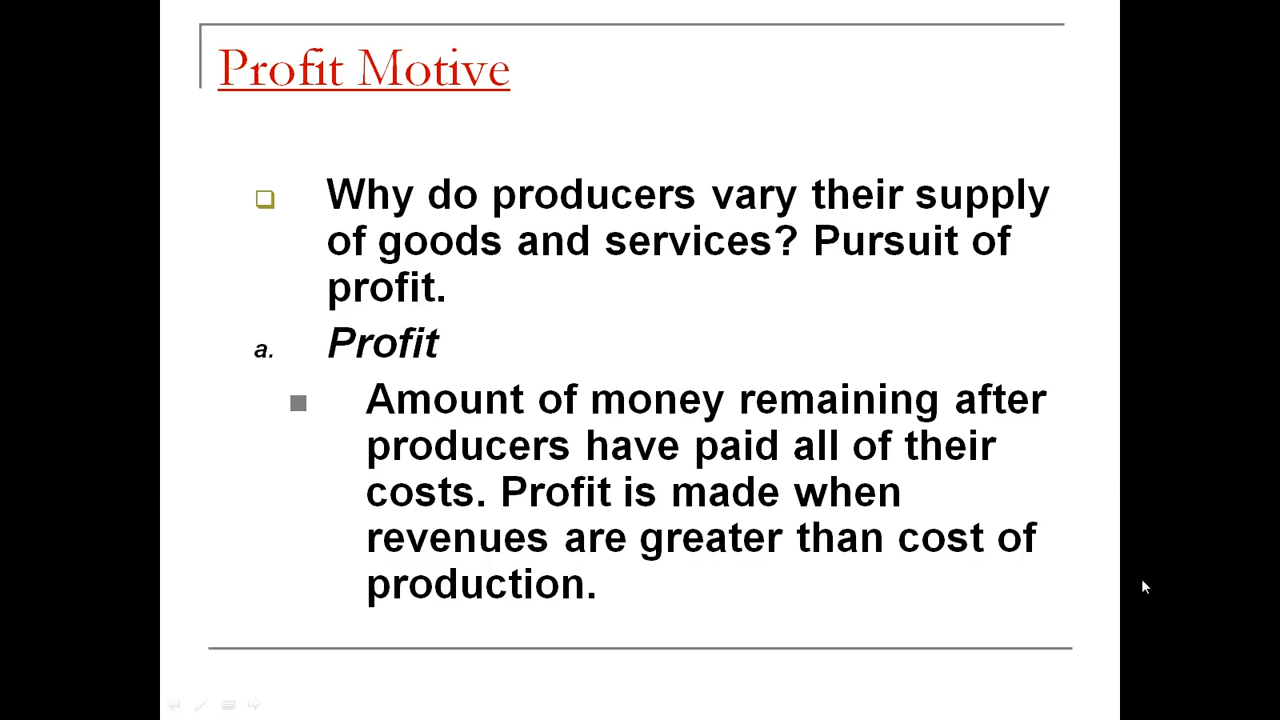 Profit Motive
Why do producers vary their supply
of goods and services? Pursuit of
profit.
a. Profit
Amount of money remaining after
producers have paid all of their
costs. Profit is made when
revenues are greater than cost of
production.